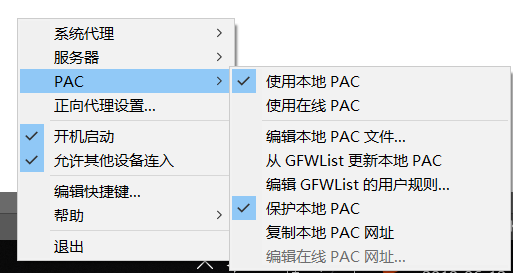 系统代理
服务器
PAC
正向代理设置...
开机启动
允许其他设备连入
编辑快捷键...
帮助
退出
使用本地 PAC
使用在线 PAC
编辑本地 PAC 文件...
从 GFWList 更新本地 PAC
编辑 GFWList 的用户规则...
保护本地 PAC
复制本地 PAC 网址
编辑在线 PAC 网址...